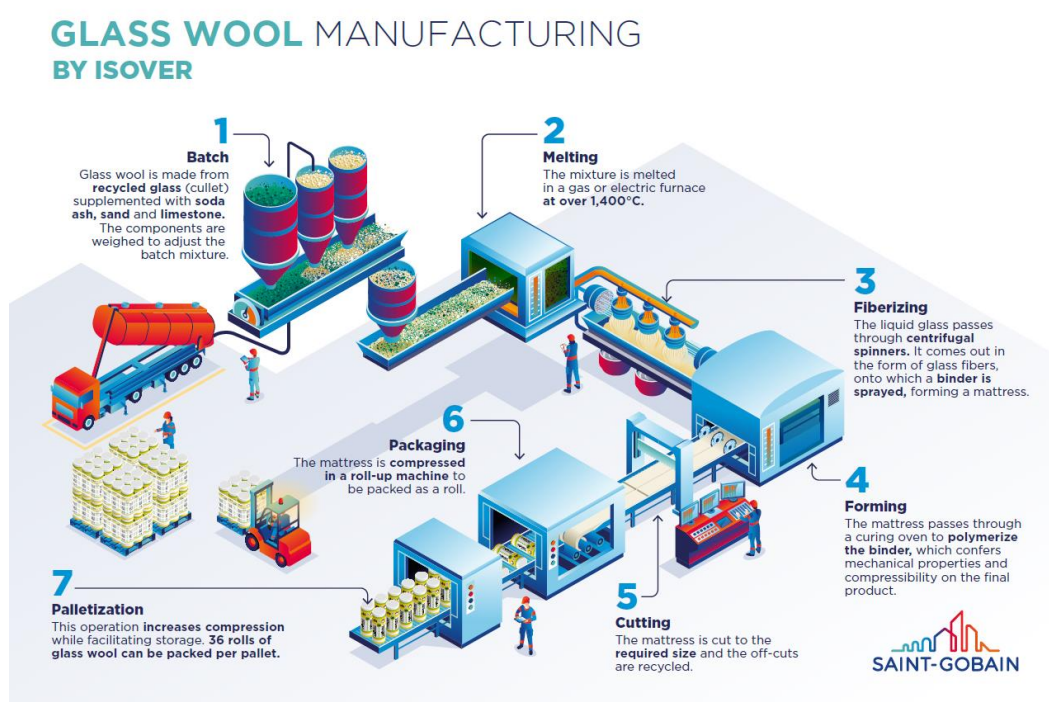 GLASS WOOL MANUFACTURING
BY ISOVER
1
Batch
Glass wool is made from
recycled glass (cullet)
supplemented with soda
ash, sand and limestone.
The components are
weighed to adjust the
batch mixture.
2
Melting
The mixture is melted
in a gas or electric furnace
at over 1,400°C.
3
Fiberizing
The liquid glass passes
through centrifugal
spinners. It comes out in
the form of glass fibers,
onto which a binder is
sprayed, forming a mattress.
4
Forming
The mattress passes through
a curing oven to polymerize
the binder, which confers
mechanical properties and
compressibility on the final
product.
5
Cutting
The mattress is cut to the
required size and the off-cuts
are recycled.
6
Packaging
The mattress is compressed
in a roll-up machine to
be packed as a roll.
7
Palletization
This operation increases compression
while facilitating storage. 36 rolls of
glass wool can be packed per pallet.
SAINT-GOBAIN